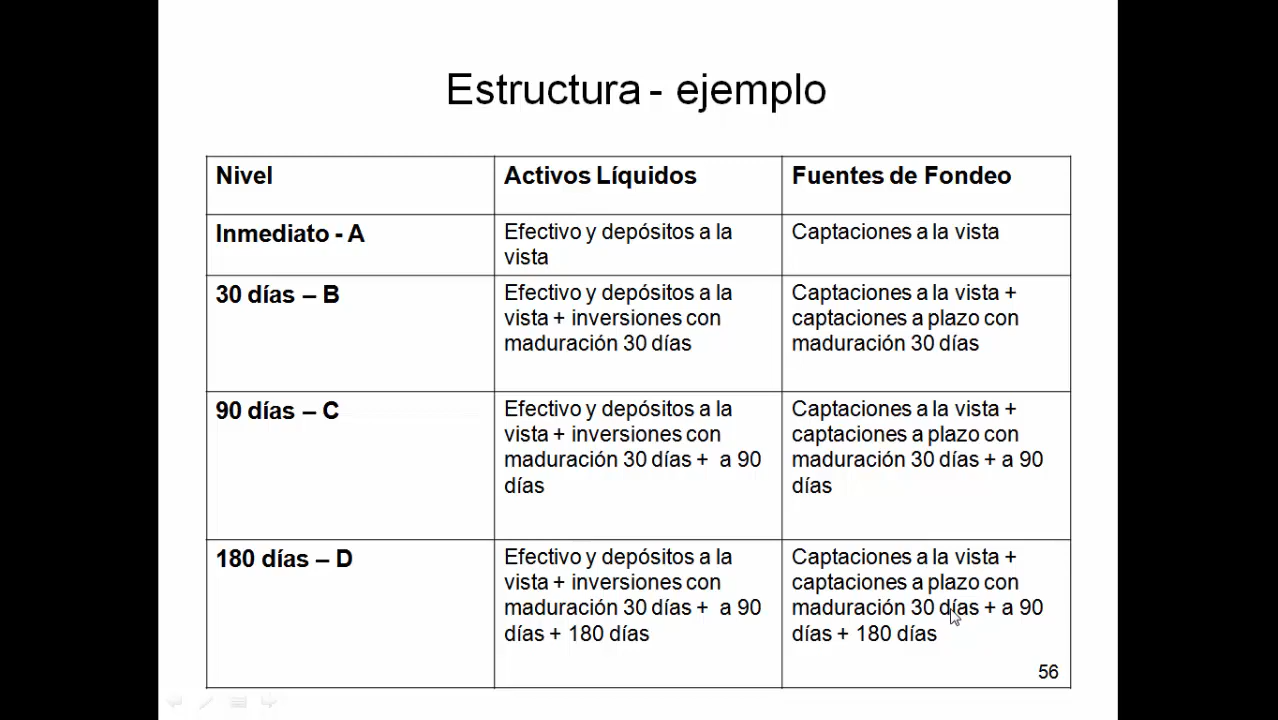 Estructura - ejemplo
Nivel
Activos Líquidos
Fuentes de Fondeo
Inmediato - A
Efectivo y depósitos a la
vista
Captaciones a la vista
30 días – B
Efectivo y depósitos a la
vista + inversiones con
maduración 30 días
Captaciones a la vista +
captaciones a plazo con
maduración 30 días
90 días – C
Efectivo y depósitos a la
vista + inversiones con
maduración 30 días + a 90
días
Captaciones a la vista +
captaciones a plazo con
maduración 30 días + a 90
días
180 días – D
Efectivo y depósitos a la
vista + inversiones con
maduración 30 días + a 90
días + 180 días
Captaciones a la vista +
captaciones a plazo con
maduración 30 días + a 90
días + 180 días
56